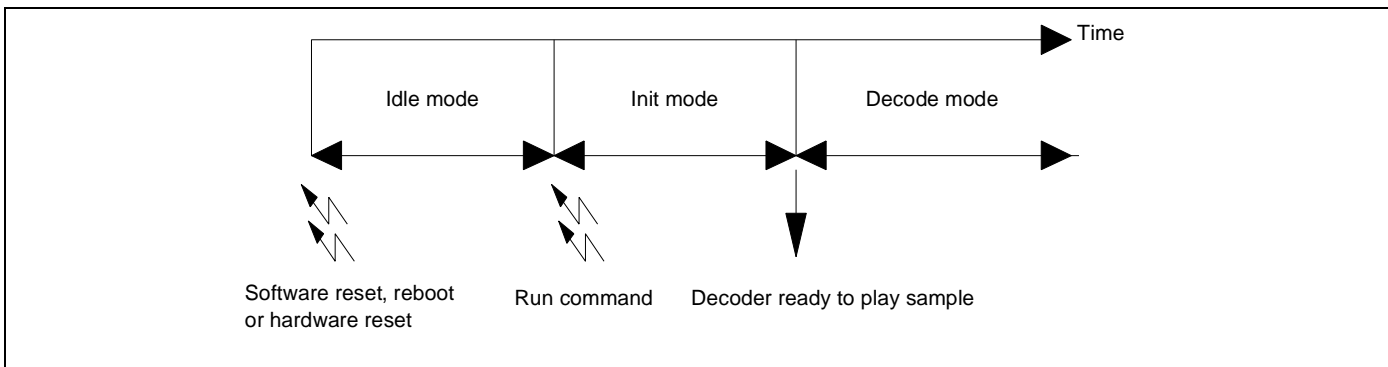 Time
Idle mode
Init mode
Decode mode
Software reset, reboot
or hardware reset
Run command
Decoder ready to play sample